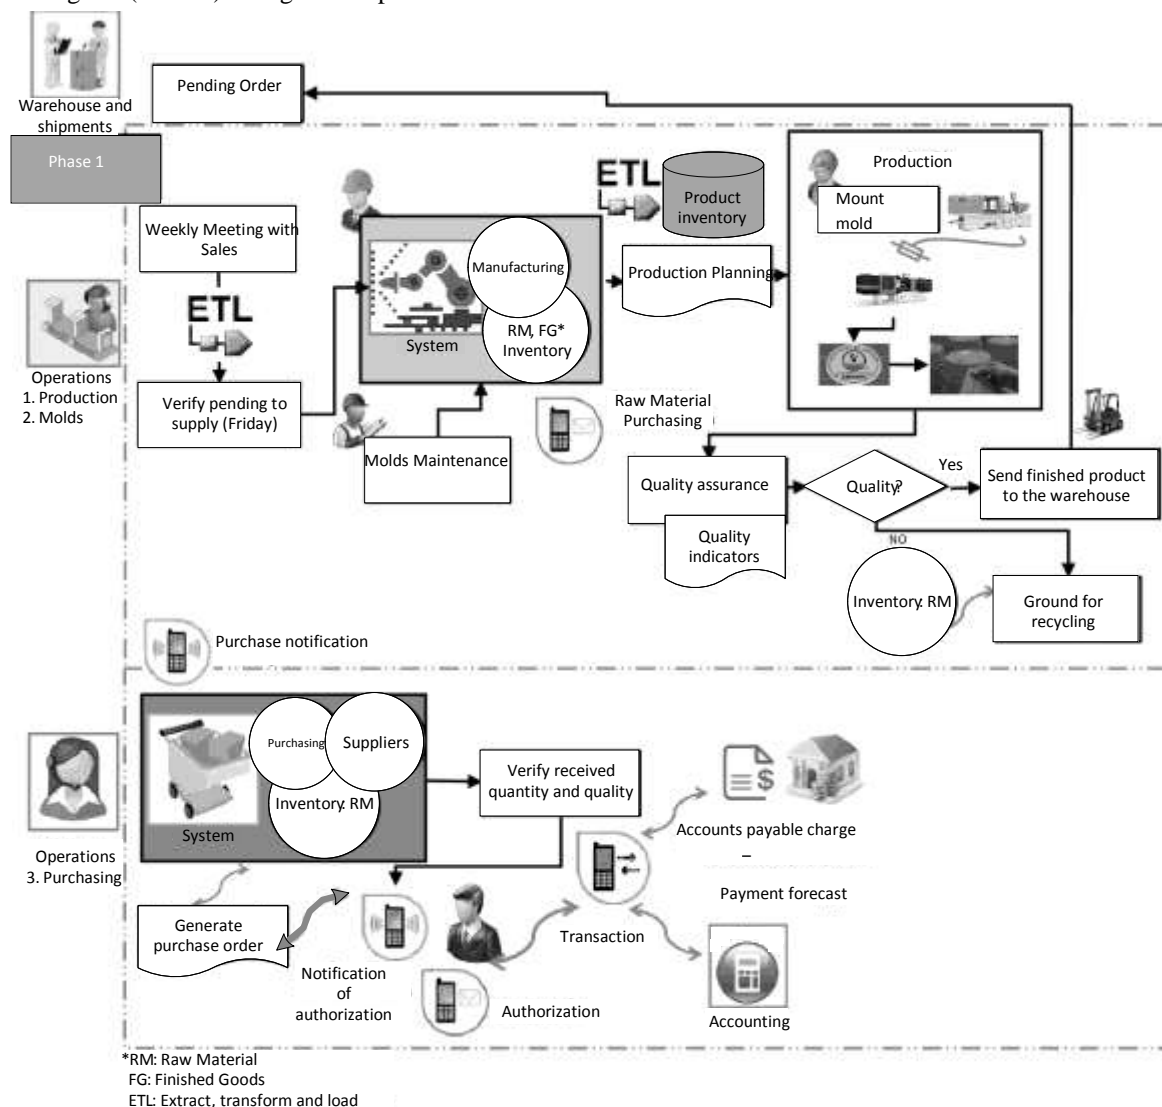 Pending Order
Warehouse and
shipments
Phase 1
Production
ETL
Product
inventory
Mount
mold
Weekly Meeting with
Sales
Manufacturing
Production Planning
ETL
RM, FG*
Inventory
System
Operations
1. Production
2. Molds
Verify pending to
supply (Friday)
Raw Material
Purchasing
Molds Maintenance
Quality assurance
Quality?
Yes
Send finished product
to the warehouse
Quality
indicators
NO
Inventory: RM
Ground for
recycling
Purchase notification
Purchasing
Suppliers
Verify received
quantity and quality
Inventory: RM
System
Accounts payable charge
–
Payment forecast
Operations
3. Purchasing
Generate
purchase order
Transaction
Notification
of
authorization
Authorization
Accounting
*RM: Raw Material
FG: Finished Goods
ETL: Extract, transform and load